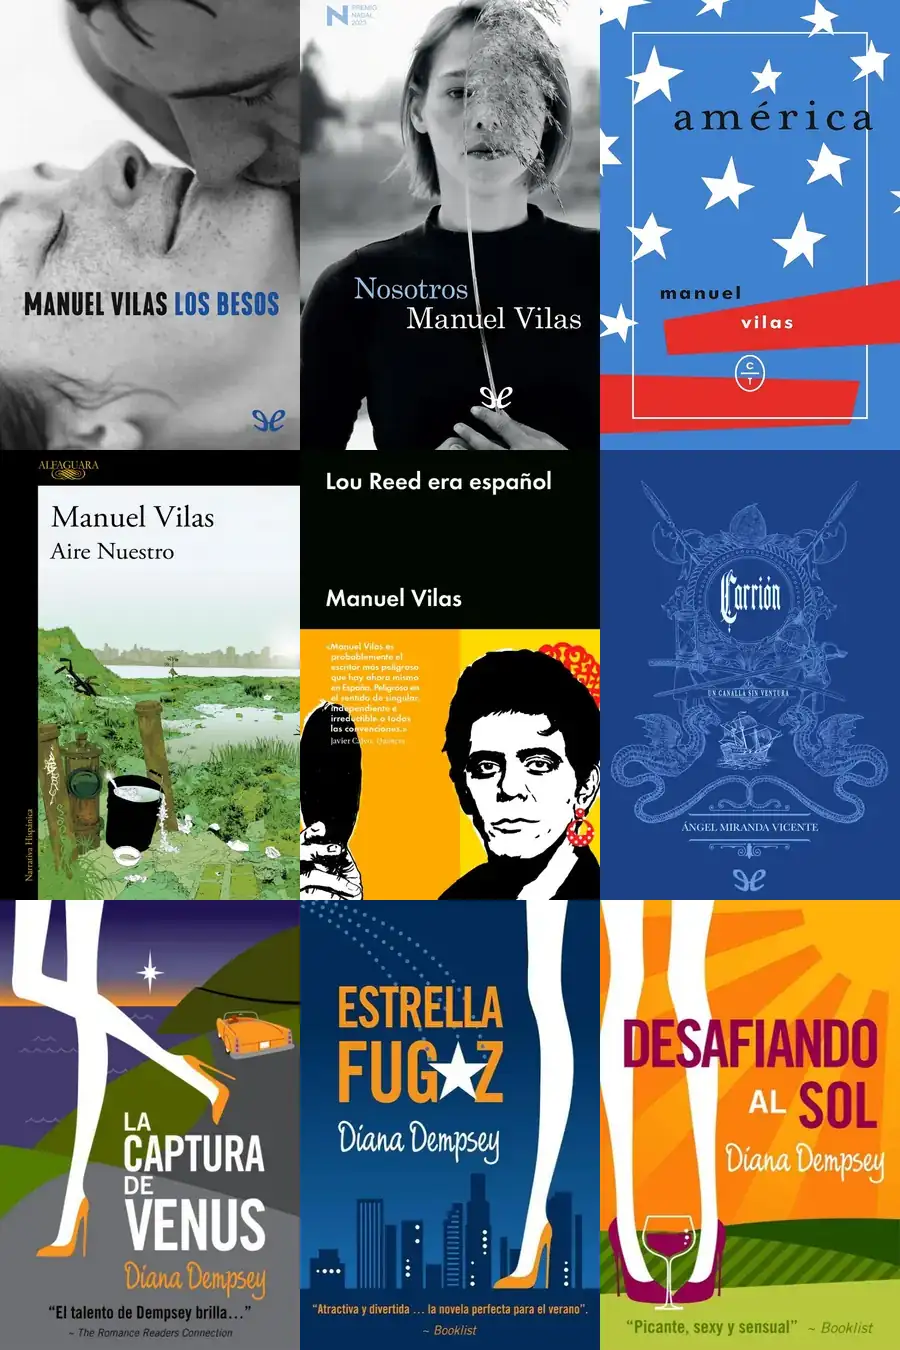 MANUEL VILAS LOS BESOS
N PREMIO
NADAL
2023
Nosotros
Manuel Vilas
américa
manuel
vilas
C
T
ALFAGUARA
Manuel Vilas
Aire Nuestro
Narrativa Hispánica
Lou Reed era español
Manuel Vilas
«Manuel Vilas es
probablemente el
escritor más peligroso
que hay ahora mismo
en España. Peligroso en
el sentido de singular,
independiente e
irreductible a todas
las convenciones.»
Javier Calvo, Quimera
Carrión
UN CANALLA SIN VENTURA
ÁNGEL MIRANDA VICENTE
LA
CAPTURA
DE
VENUS
Diana Dempsey
“El talento de Dempsey brilla…”
~ The Romance Readers Connection
ESTRELLA
FUGAZ
Diana Dempsey
“Atractiva y divertida … la novela perfecta para el verano”.
~ Booklist
DESAFIANDO
AL SOL
Diana Dempsey
“Picante, sexy y sensual” ~ Booklist